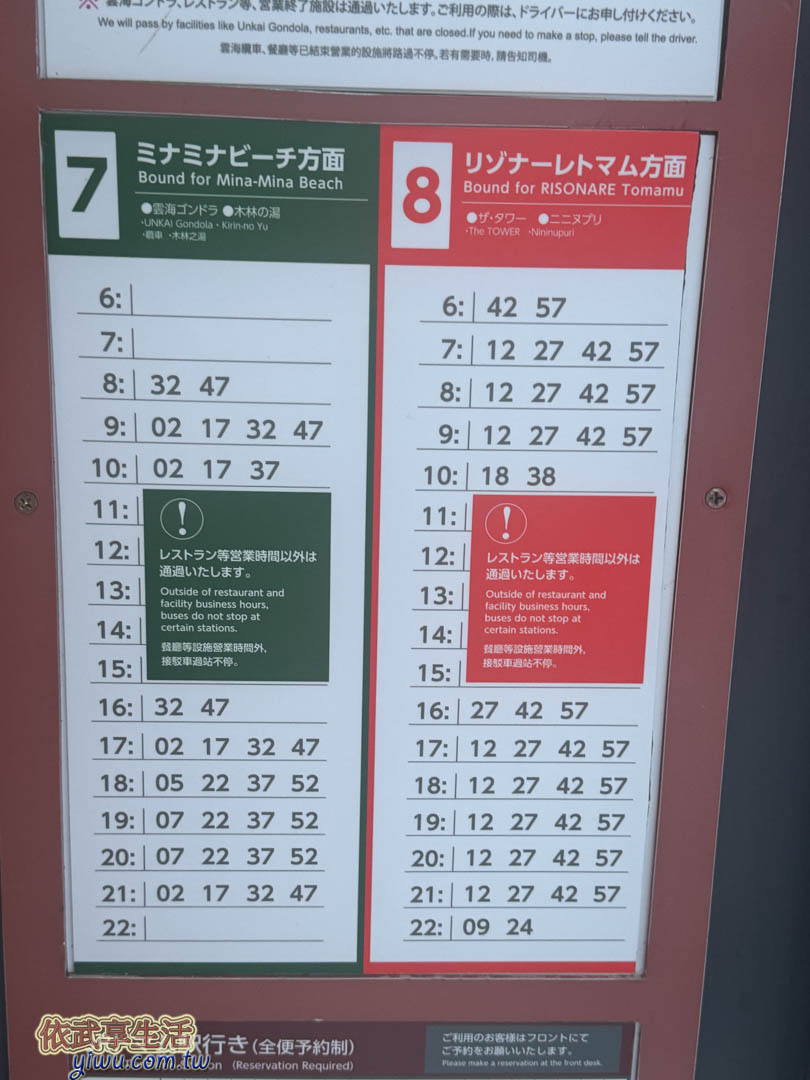 ※ 雲海ゴンドラ、レストラン等、営業終了施設は通過いたします。ご利用の際は、ドライバーにお申し付けください。
We will pass by facilities like Unkai Gondola, restaurants, etc. that are closed.If you need to make a stop, please tell the driver.
雲海纜車、餐廳等已結束營業的設施將路過不停。若有需要時，請告知司機。
7
ミナミナビーチ方面
Bound for Mina-Mina Beach
●雲海ゴンドラ ●木林の湯
・UNKAI Gondola・Kirin-no Yu
・纜車 ・木林之湯
6:
7:
8: 32 47
9: 02 17 32 47
10: 02 17 37
11:
12:
13:
14:
15:
!
レストラン等営業時間以外は
通過いたします。
Outside of restaurant and
facility business hours,
buses do not stop at
certain stations.
餐廳等設施營業時間外，
接駁車過站不停。
16: 32 47
17: 02 17 32 47
18: 05 22 37 52
19: 07 22 37 52
20: 07 22 37 52
21: 02 17 32 47
22:
8
リゾナーレトマム方面
Bound for RISONARE Tomamu
●ザ・タワー ●ニニヌプリ
・The TOWER ・Nininupuri
6: 42 57
7: 12 27 42 57
8: 12 27 42 57
9: 12 27 42 57
10: 18 38
11:
12:
13:
14:
15:
!
レストラン等営業時間以外は
通過いたします。
Outside of restaurant and
facility business hours,
buses do not stop at
certain stations.
餐廳等設施營業時間外，
接駁車過站不停。
16: 27 42 57
17: 12 27 42 57
18: 12 27 42 57
19: 12 27 42 57
20: 12 27 42 57
21: 12 27 42 57
22: 09 24
依武享生活
yiwu.com.tw
駅行き(全便予約制)
(Reservation Required)
ご利用のお客様はフロントにて
ご予約をお願いいたします。
Please make a reservation at the front desk.